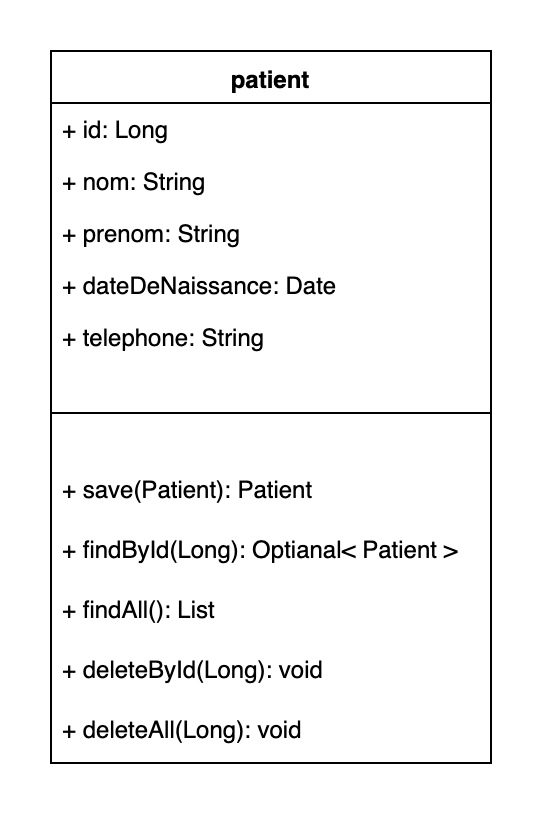 patient
+ id: Long
+ nom: String
+ prenom: String
+ dateDeNaissance: Date
+ telephone: String
+ save(Patient): Patient
+ findById(Long): Optianal< Patient >
+ findAll(): List
+ deleteById(Long): void
+ deleteAll(Long): void